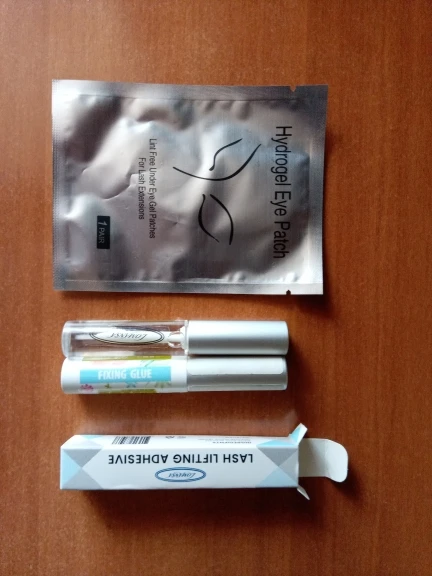 Hydrogel Eye Patch
Lint Free Under Eye Gel Patches
For Lash Extensions
1 PAIR
LOMANSA
FIXING GLUE
LASH LIFTING ADHESIVE